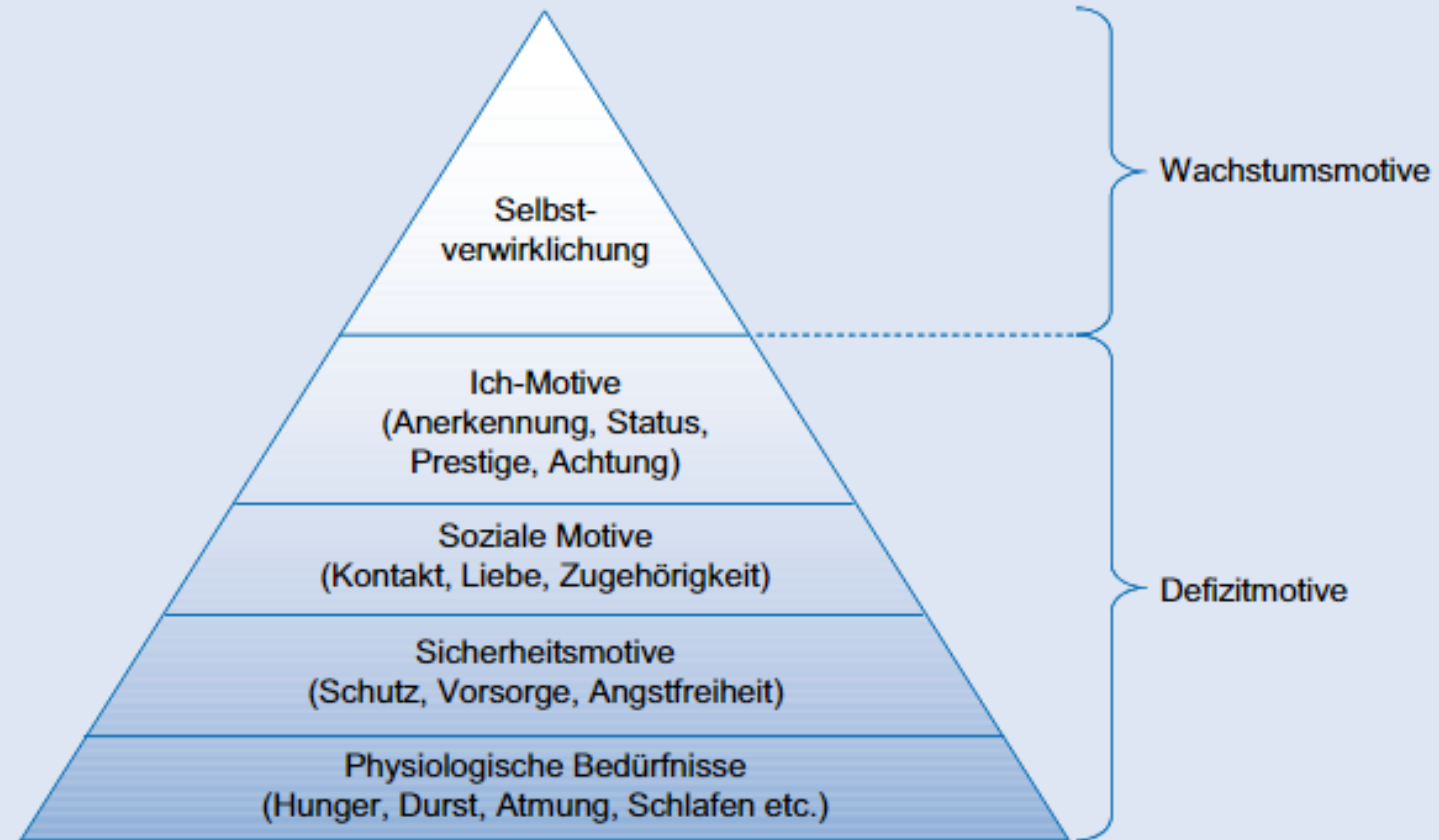 Selbst-
verwirklichung
Wachstumsmotive
Ich-Motive
(Anerkennung, Status,
Prestige, Achtung)
Soziale Motive
(Kontakt, Liebe, Zugehörigkeit)
Defizitmotive
Sicherheitsmotive
(Schutz, Vorsorge, Angstfreiheit)
Physiologische Bedürfnisse
(Hunger, Durst, Atmung, Schlafen etc.)